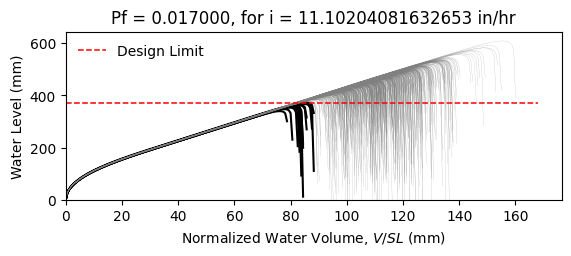 Pf = 0.017000, for i = 11.10204081632653 in/hr
Water Level (mm)
600
400
200
0
Design Limit
0 20 40 60 80 100 120 140 160
Normalized Water Volume, V/SL (mm)